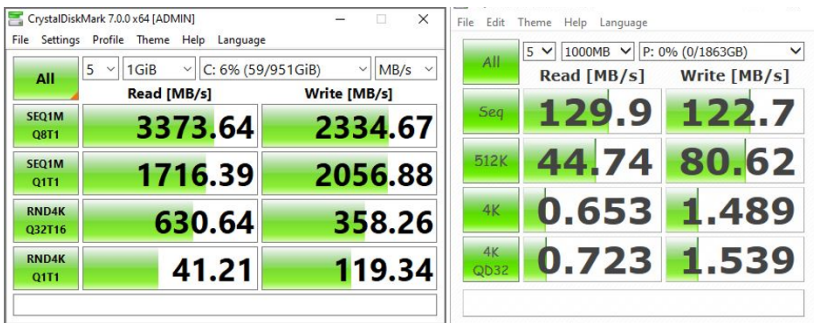 CrystalDiskMark 7.0.0 x64 [ADMIN]
File Settings Profile Theme Help Language
All 5 1GiB C: 6% (59/951GiB) MB/s
Read [MB/s] Write [MB/s]
SEQ1M Q8T1 3373.64 2334.67
SEQ1M Q1T1 1716.39 2056.88
RND4K Q32T16 630.64 358.26
RND4K Q1T1 41.21 119.34
File Edit Theme Help Language
All 5 1000MB P: 0% (0/1863GB)
Read [MB/s] Write [MB/s]
Seq 129.9 122.7
512K 44.74 80.62
4K 0.653 1.489
4K QD32 0.723 1.539